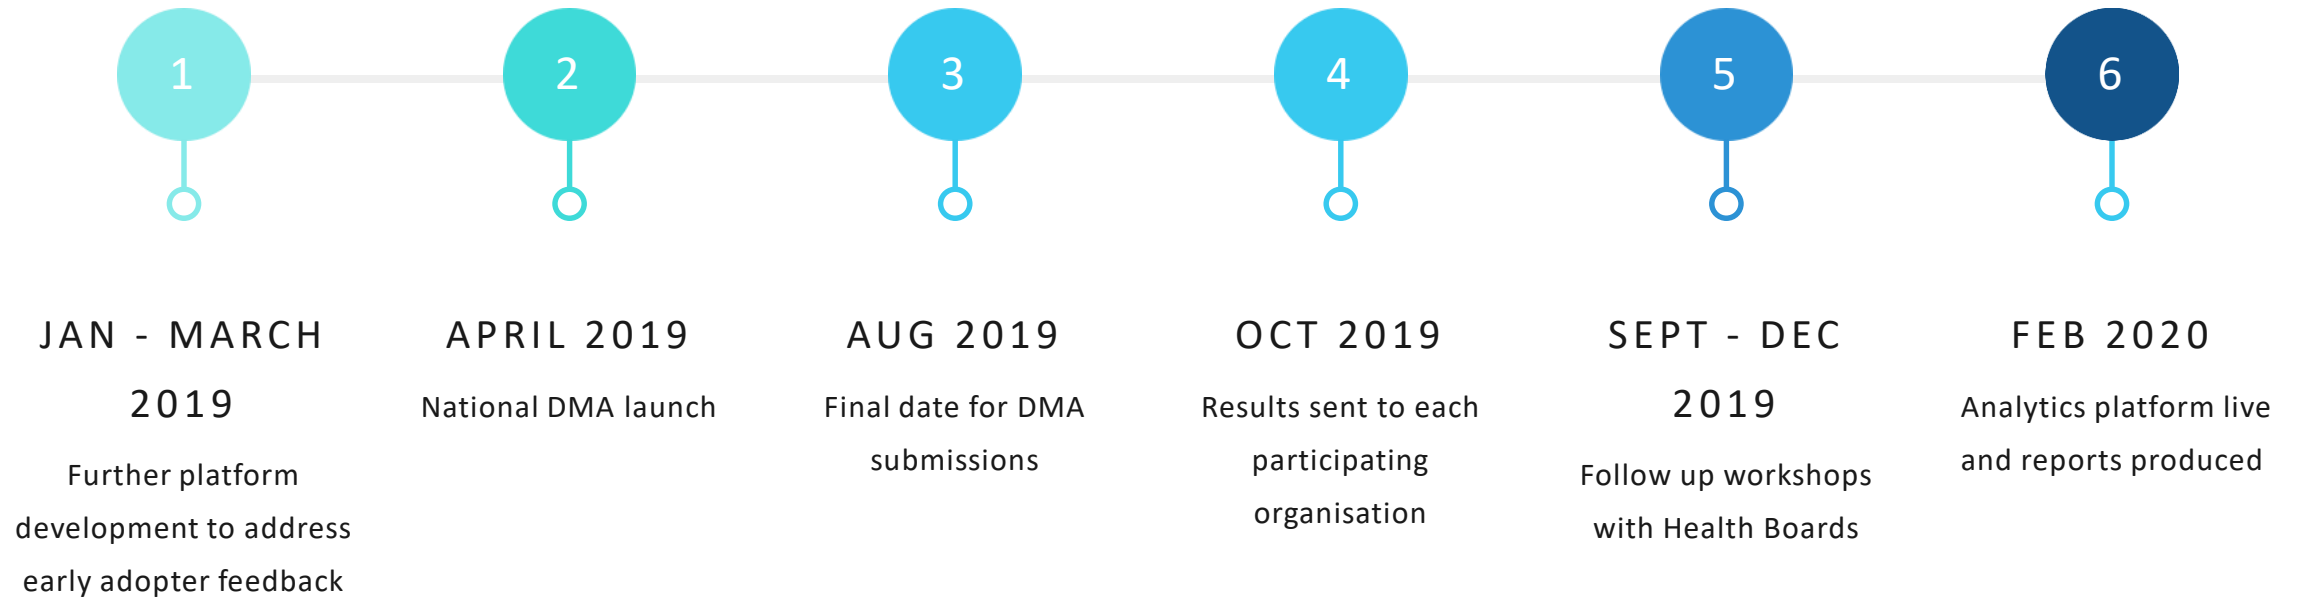 1
2
3
4
5
6
JAN - MARCH
2019
Further platform
development to address
early adopter feedback
APRIL 2019
National DMA launch
AUG 2019
Final date for DMA
submissions
OCT 2019
Results sent to each
participating
organisation
SEPT - DEC
2019
Follow up workshops
with Health Boards
FEB 2020
Analytics platform live
and reports produced